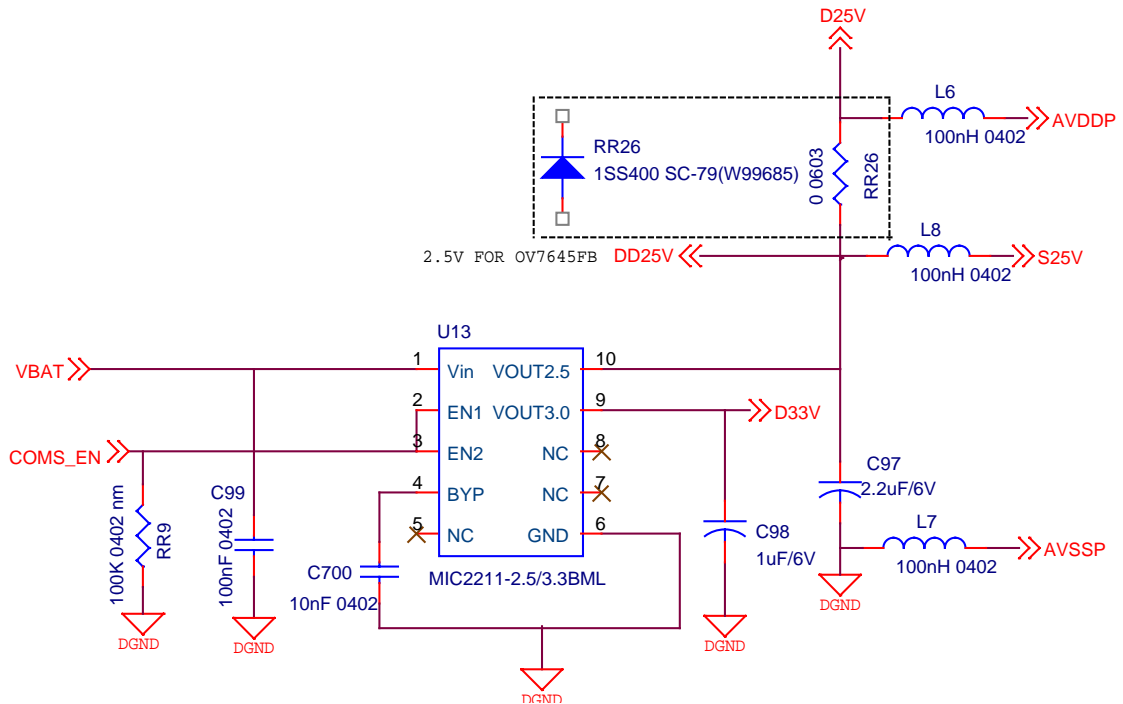 D25V
L6
100nH 0402
AVDDP
RR26
1SS400 SC-79(W99685)
0 0603
RR26
2.5V FOR OV7645FB
DD25V
L8
100nH 0402
S25V
U13
VBAT
1
Vin
VOUT2.5
10
2
EN1
VOUT3.0
9
D33V
COMS_EN
3
EN2
NC
8
4
BYP
NC
7
5
NC
GND
6
MIC2211-2.5/3.3BML
100K 0402 nm
RR9
C99
100nF 0402
C700
10nF 0402
C98
1uF/6V
C97
2.2uF/6V
L7
100nH 0402
AVSSP
DGND
DGND
DGND
DGND
DGND